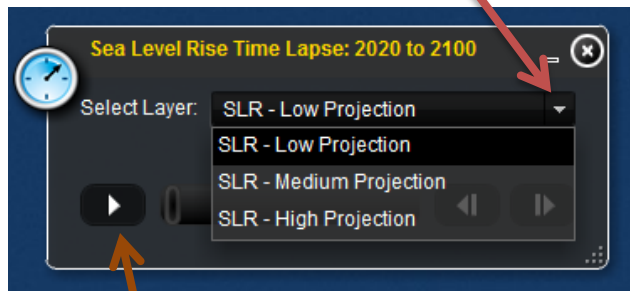 Sea Level Rise Time Lapse: 2020 to 2100
Select Layer: SLR - Low Projection
SLR - Low Projection
SLR - Medium Projection
SLR - High Projection